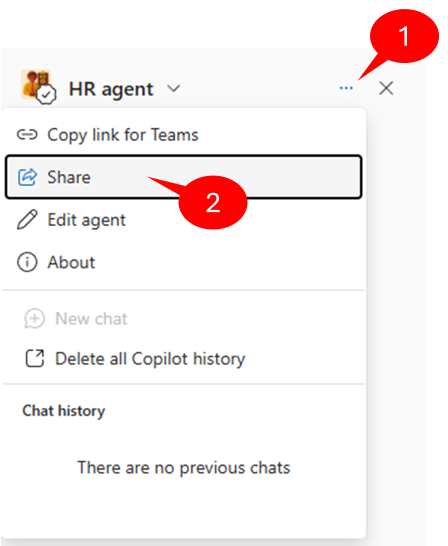 1
HR agent
Copy link for Teams
Share
2
Edit agent
About
New chat
Delete all Copilot history
Chat history
There are no previous chats